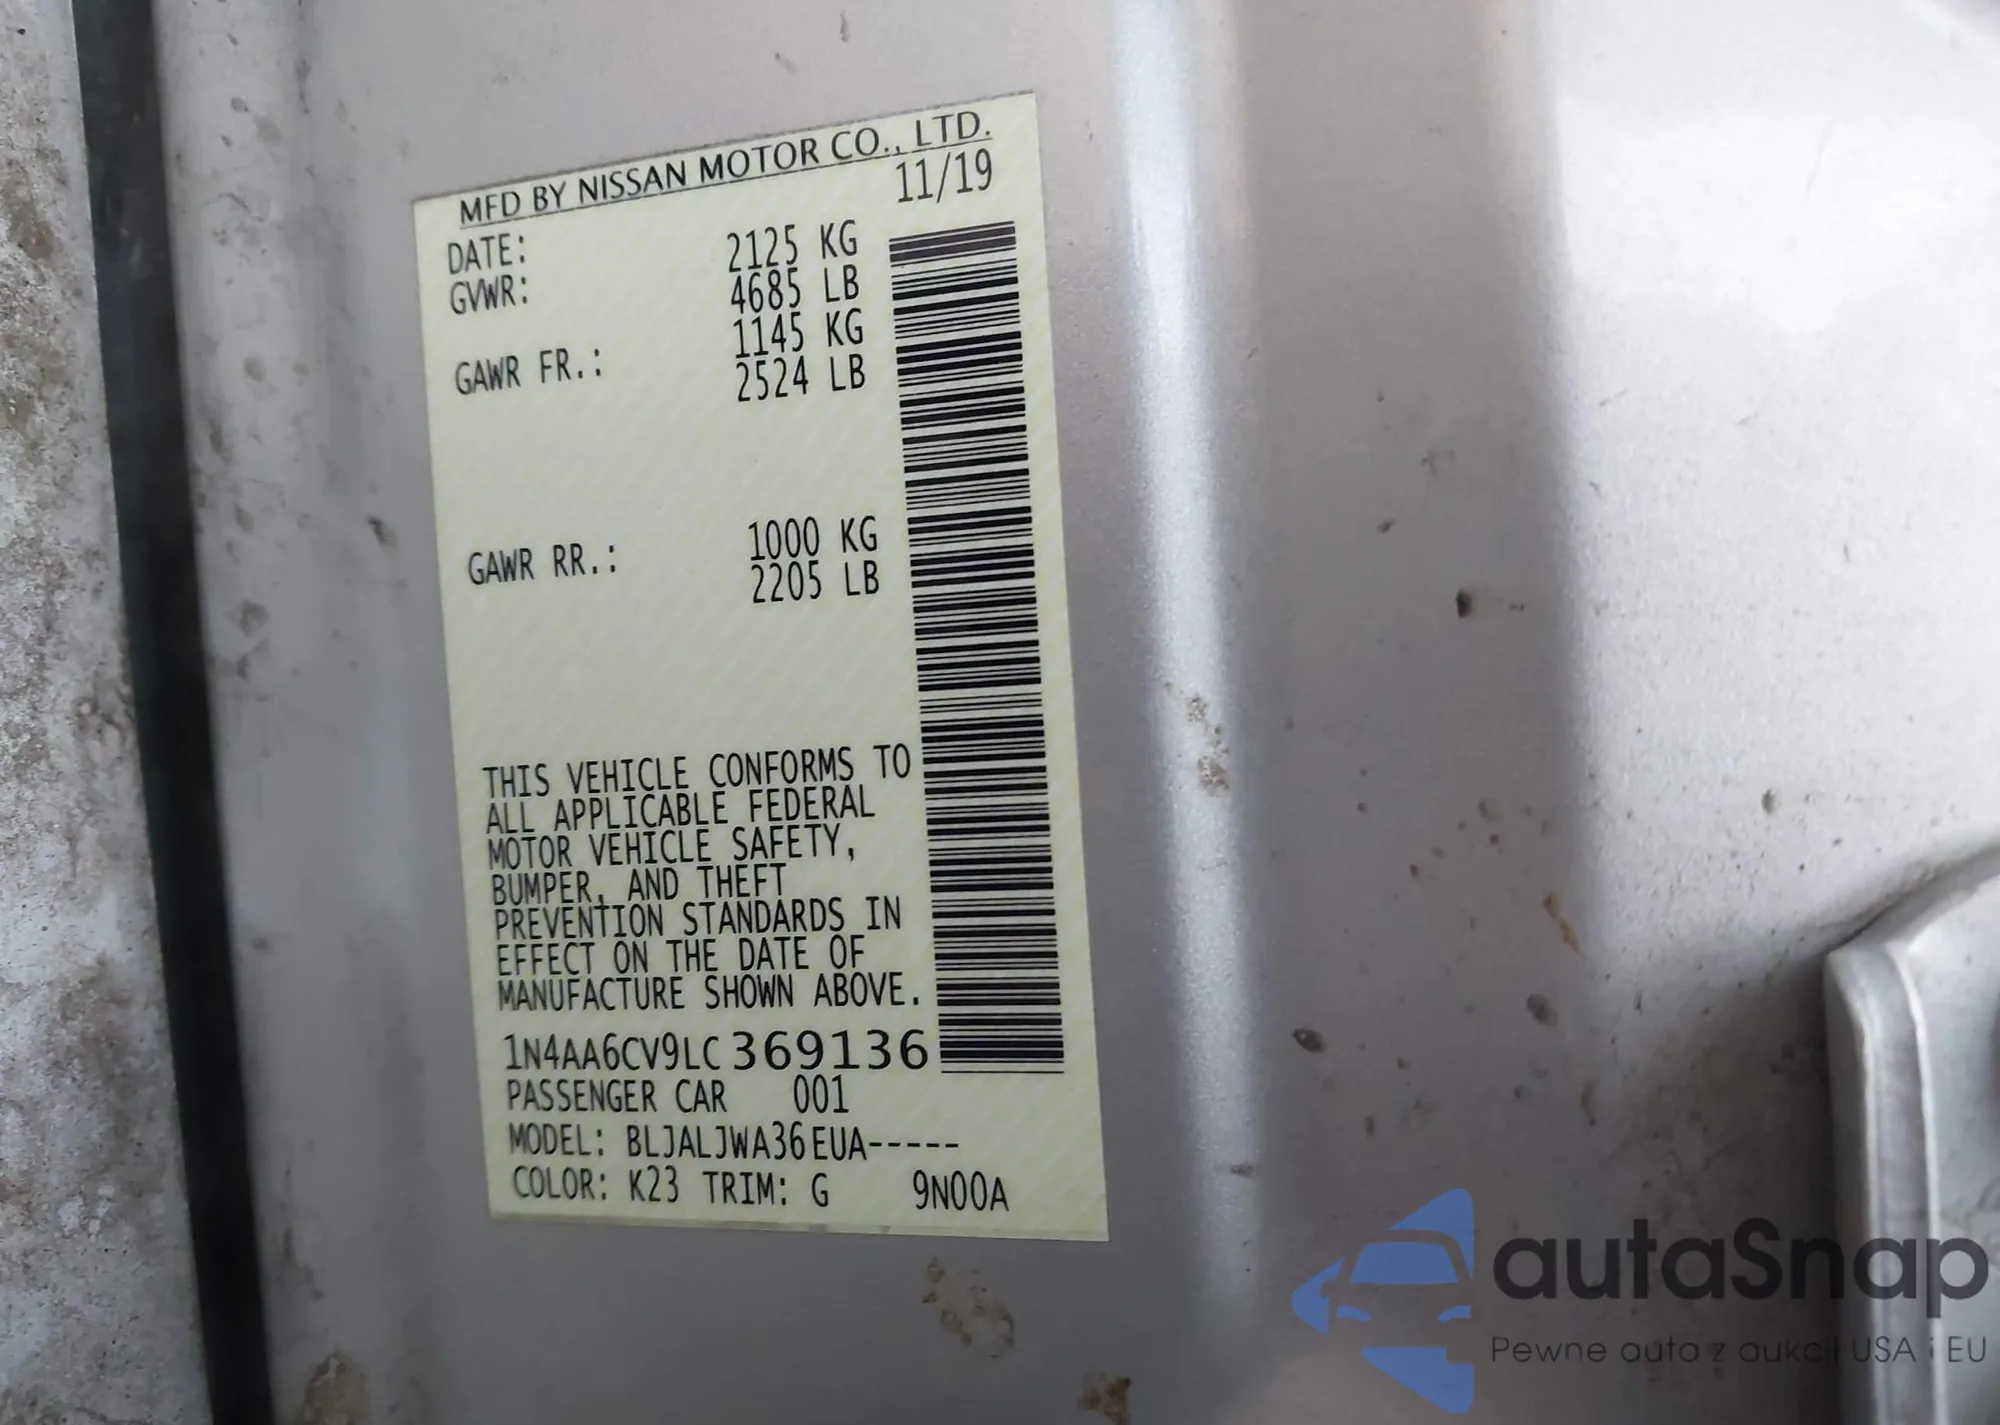 MFD BY NISSAN MOTOR CO., LTD.
DATE: 11/19
GVWR: 2125 KG
4685 LB
GAWR FR.: 1145 KG
2524 LB
GAWR RR.: 1000 KG
2205 LB
THIS VEHICLE CONFORMS TO
ALL APPLICABLE FEDERAL
MOTOR VEHICLE SAFETY,
BUMPER, AND THEFT
PREVENTION STANDARDS IN
EFFECT ON THE DATE OF
MANUFACTURE SHOWN ABOVE.
1N4AA6CV9LC369136
PASSENGER CAR 001
MODEL: BLJALJWA36EUA-----
COLOR: K23 TRIM: G 9N00A
autaSnap
Pewne auta z aukcji USA i EU